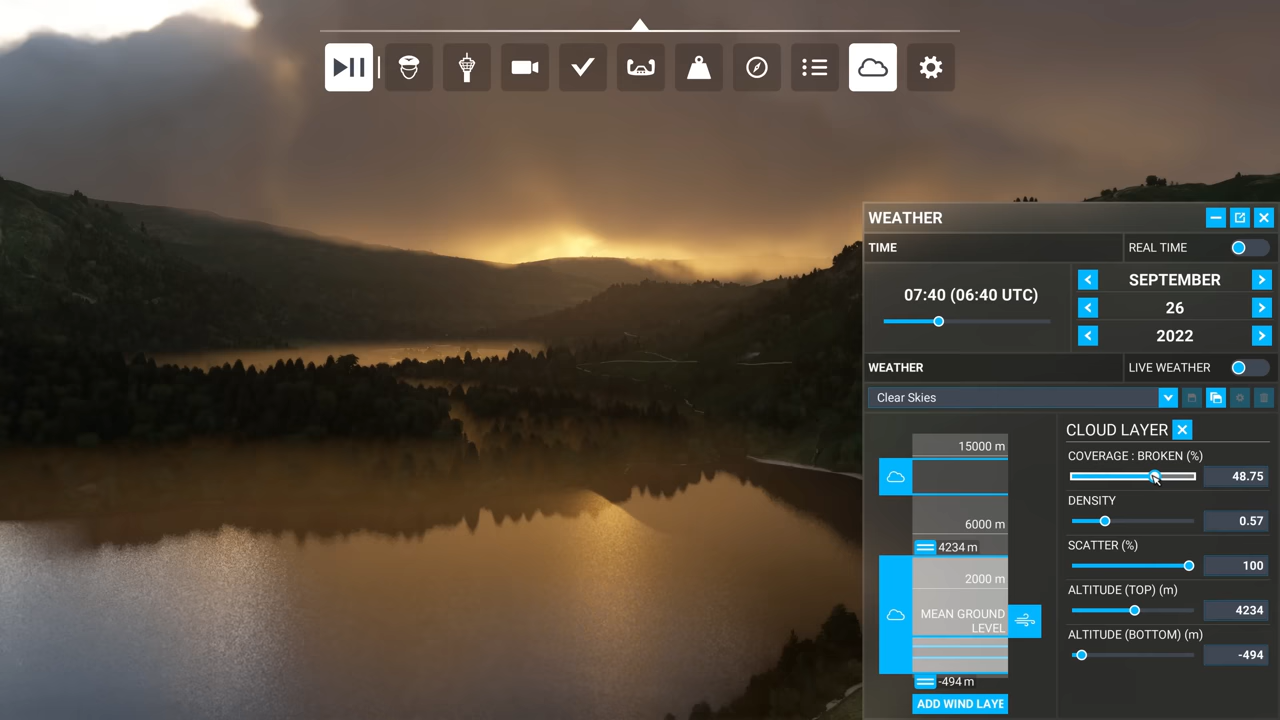 WEATHER
TIME
REAL TIME
07:40 (06:40 UTC)
SEPTEMBER
26
2022
WEATHER
LIVE WEATHER
Clear Skies
CLOUD LAYER
COVERAGE : BROKEN (%)
48.75
DENSITY
0.57
SCATTER (%)
100
ALTITUDE (TOP) (m)
4234
ALTITUDE (BOTTOM) (m)
-494
15000 m
6000 m
4234 m
2000 m
MEAN GROUND
LEVEL
-494 m
ADD WIND LAYE